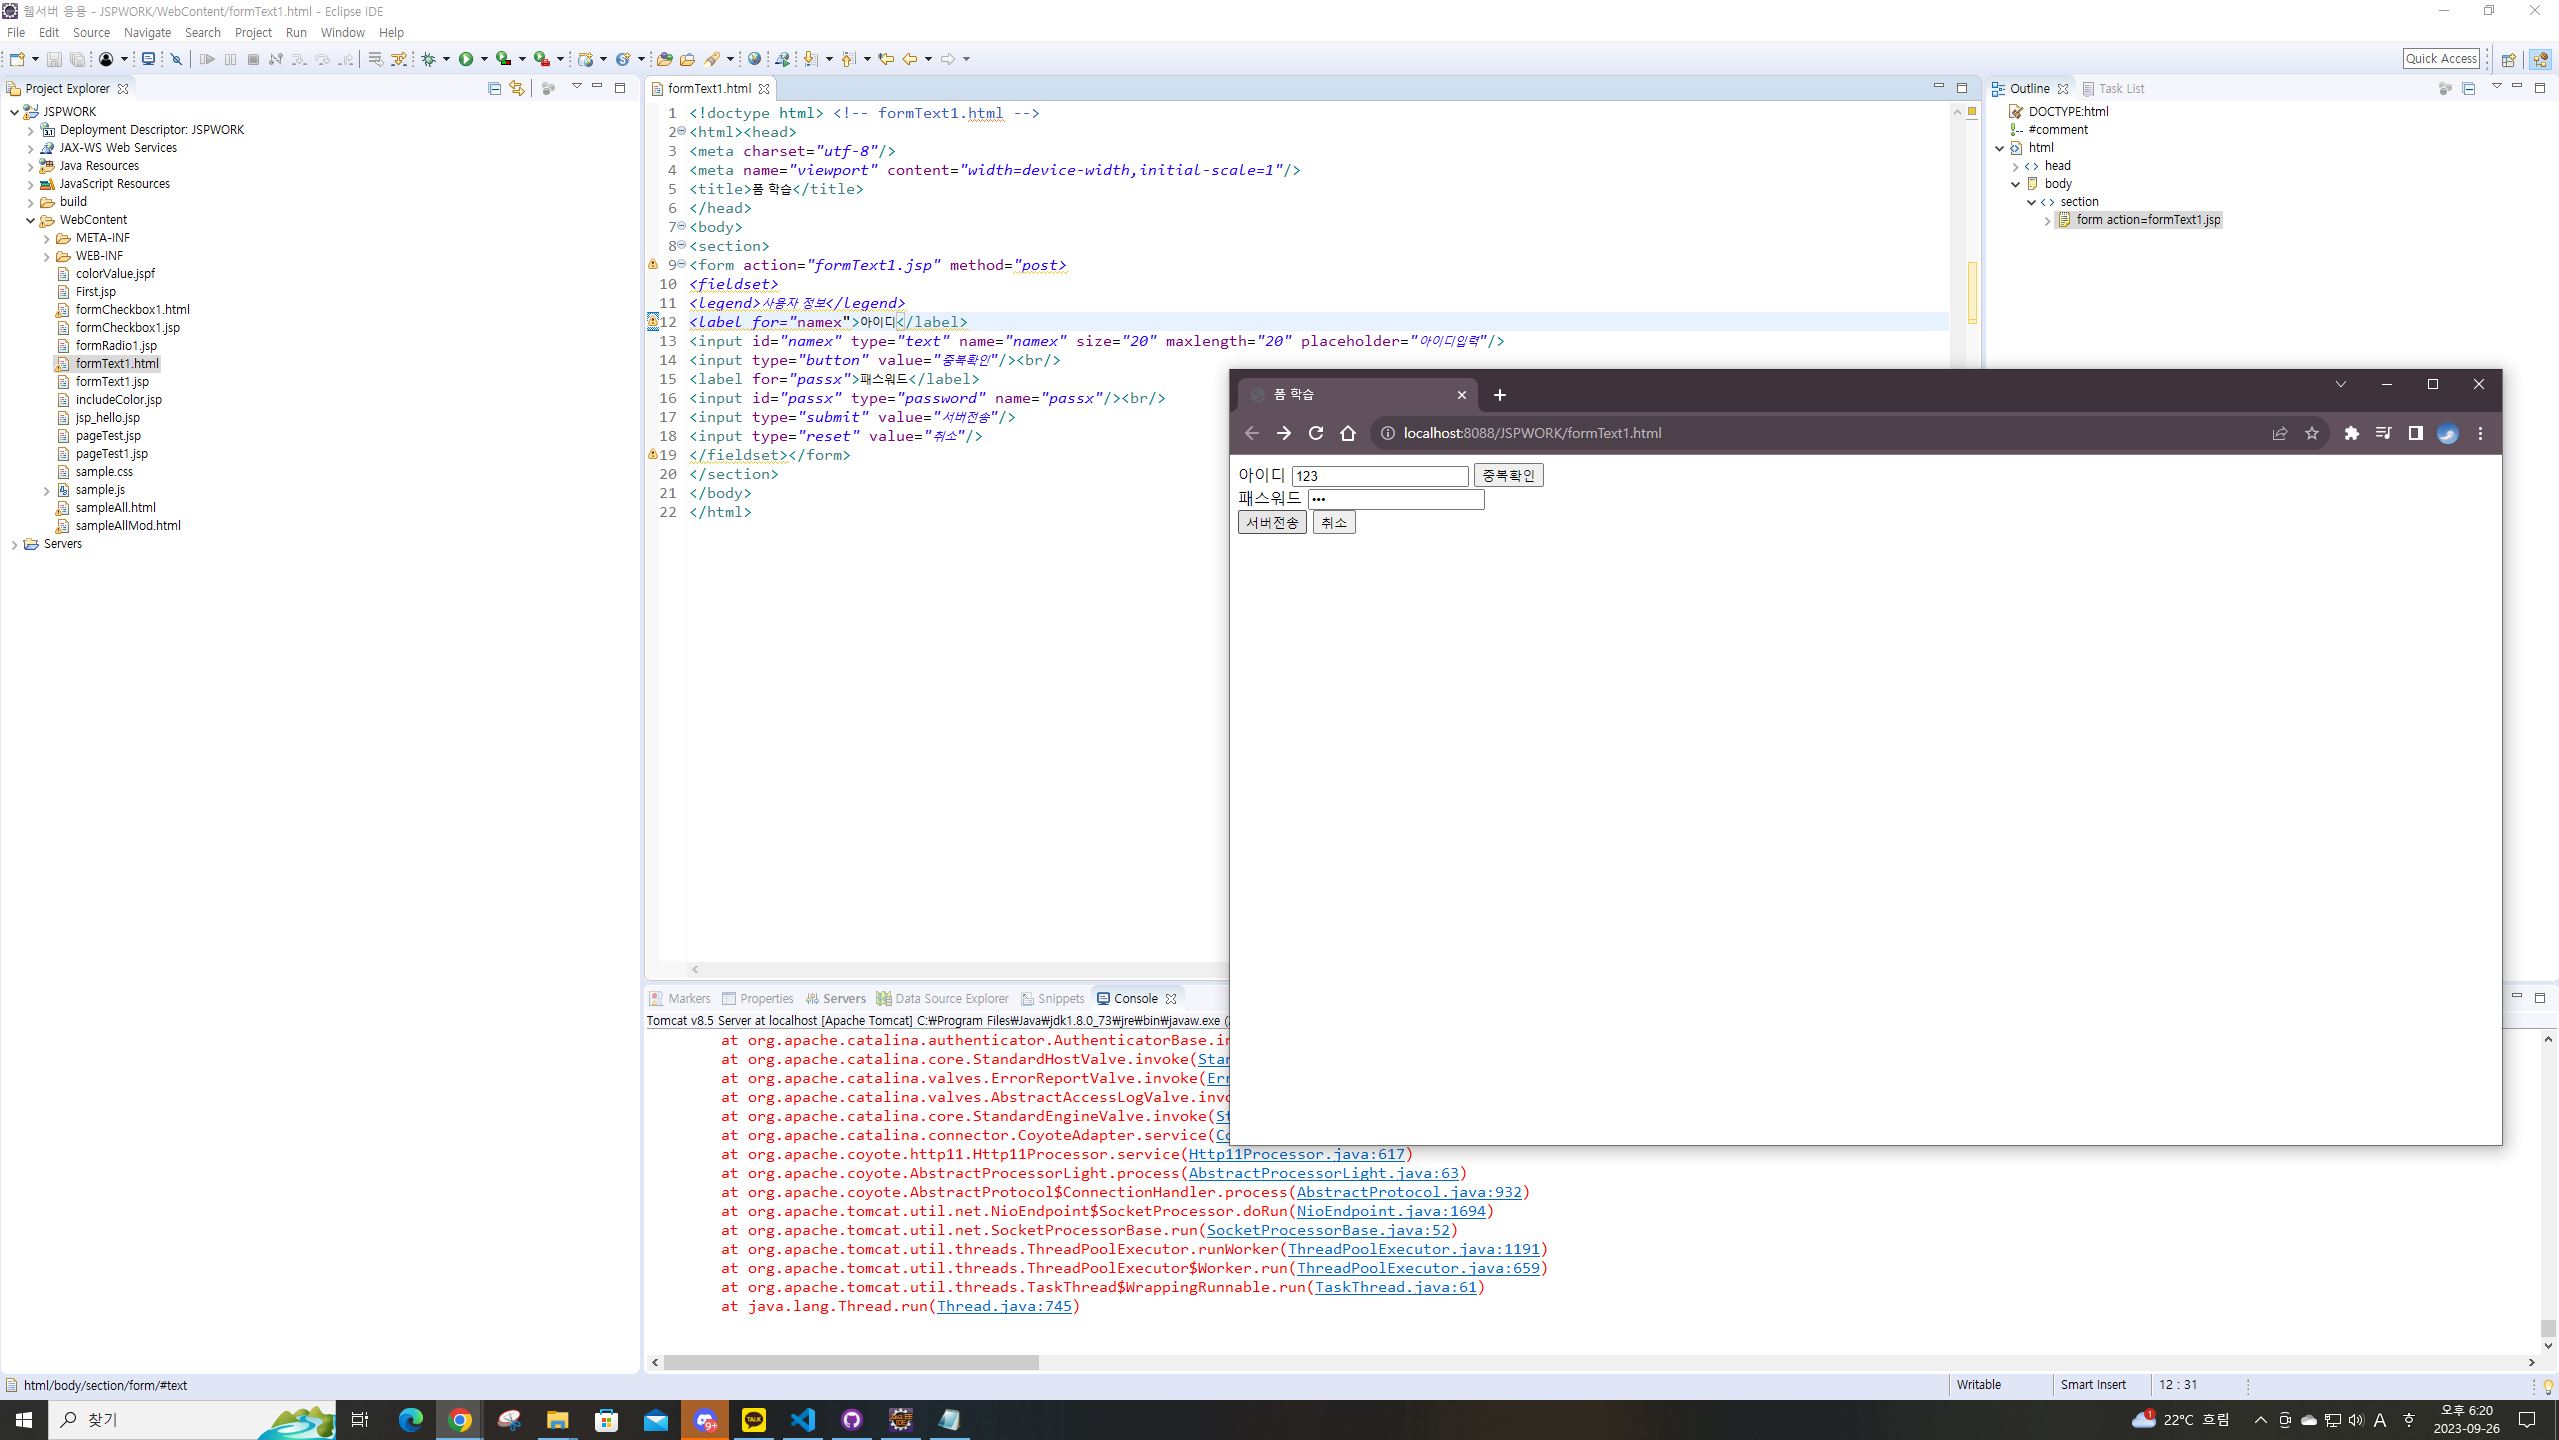 웹서버 응용 - JSPWORK/WebContent/formText1.html - Eclipse IDE
File Edit Source Navigate Search Project Run Window Help
Quick Access
Project Explorer
JSPWORK
Deployment Descriptor: JSPWORK
JAX-WS Web Services
Java Resources
JavaScript Resources
build
WebContent
META-INF
WEB-INF
colorValue.jspf
First.jsp
formCheckbox1.html
formCheckbox1.jsp
formRadio1.jsp
formText1.html
formText1.jsp
includeColor.jsp
jsp_hello.jsp
pageTest.jsp
pageTest1.jsp
sample.css
sample.js
sampleAll.html
sampleAllMod.html
Servers
formText1.html
1 <!doctype html> <!-- formText1.html -->
2 <html><head>
3 <meta charset="utf-8"/>
4 <meta name="viewport" content="width=device-width,initial-scale=1"/>
5 <title>폼 학습</title>
6 </head>
7 <body>
8 <section>
9 <form action="formText1.jsp" method="post>
10 <fieldset>
11 <legend>사용자 정보</legend>
12 <label for="namex">아이디</label>
13 <input id="namex" type="text" name="namex" size="20" maxlength="20" placeholder="아이디입력"/>
14 <input type="button" value="중복확인"/><br/>
15 <label for="passx">패스워드</label>
16 <input id="passx" type="password" name="passx"/><br/>
17 <input type="submit" value="서버전송"/>
18 <input type="reset" value="취소"/>
19 </fieldset></form>
20 </section>
21 </body>
22 </html>
Outline Task List
DOCTYPE:html
#comment
html
head
body
section
form action=formText1.jsp
폼 학습
localhost:8088/JSPWORK/formText1.html
아이디 123 중복확인
패스워드 •••
서버전송 취소
Markers Properties Servers Data Source Explorer Snippets Console
Tomcat v8.5 Server at localhost [Apache Tomcat] C:₩Program Files₩Java₩jdk1.8.0_73₩jre₩bin₩javaw.exe (
at org.apache.catalina.authenticator.AuthenticatorBase.in
at org.apache.catalina.core.StandardHostValve.invoke(Stan
at org.apache.catalina.valves.ErrorReportValve.invoke(Err
at org.apache.catalina.valves.AbstractAccessLogValve.invo
at org.apache.catalina.core.StandardEngineValve.invoke(St
at org.apache.catalina.connector.CoyoteAdapter.service(Co
at org.apache.coyote.http11.Http11Processor.service(Http11Processor.java:617)
at org.apache.coyote.AbstractProcessorLight.process(AbstractProcessorLight.java:63)
at org.apache.coyote.AbstractProtocol$ConnectionHandler.process(AbstractProtocol.java:932)
at org.apache.tomcat.util.net.NioEndpoint$SocketProcessor.doRun(NioEndpoint.java:1694)
at org.apache.tomcat.util.net.SocketProcessorBase.run(SocketProcessorBase.java:52)
at org.apache.tomcat.util.threads.ThreadPoolExecutor.runWorker(ThreadPoolExecutor.java:1191)
at org.apache.tomcat.util.threads.ThreadPoolExecutor$Worker.run(ThreadPoolExecutor.java:659)
at org.apache.tomcat.util.threads.TaskThread$WrappingRunnable.run(TaskThread.java:61)
at java.lang.Thread.run(Thread.java:745)
html/body/section/form/#text
Writable Smart Insert 12 : 31
찾기
9+
TALK
22°C 흐림
A
오후 6:20
2023-09-26